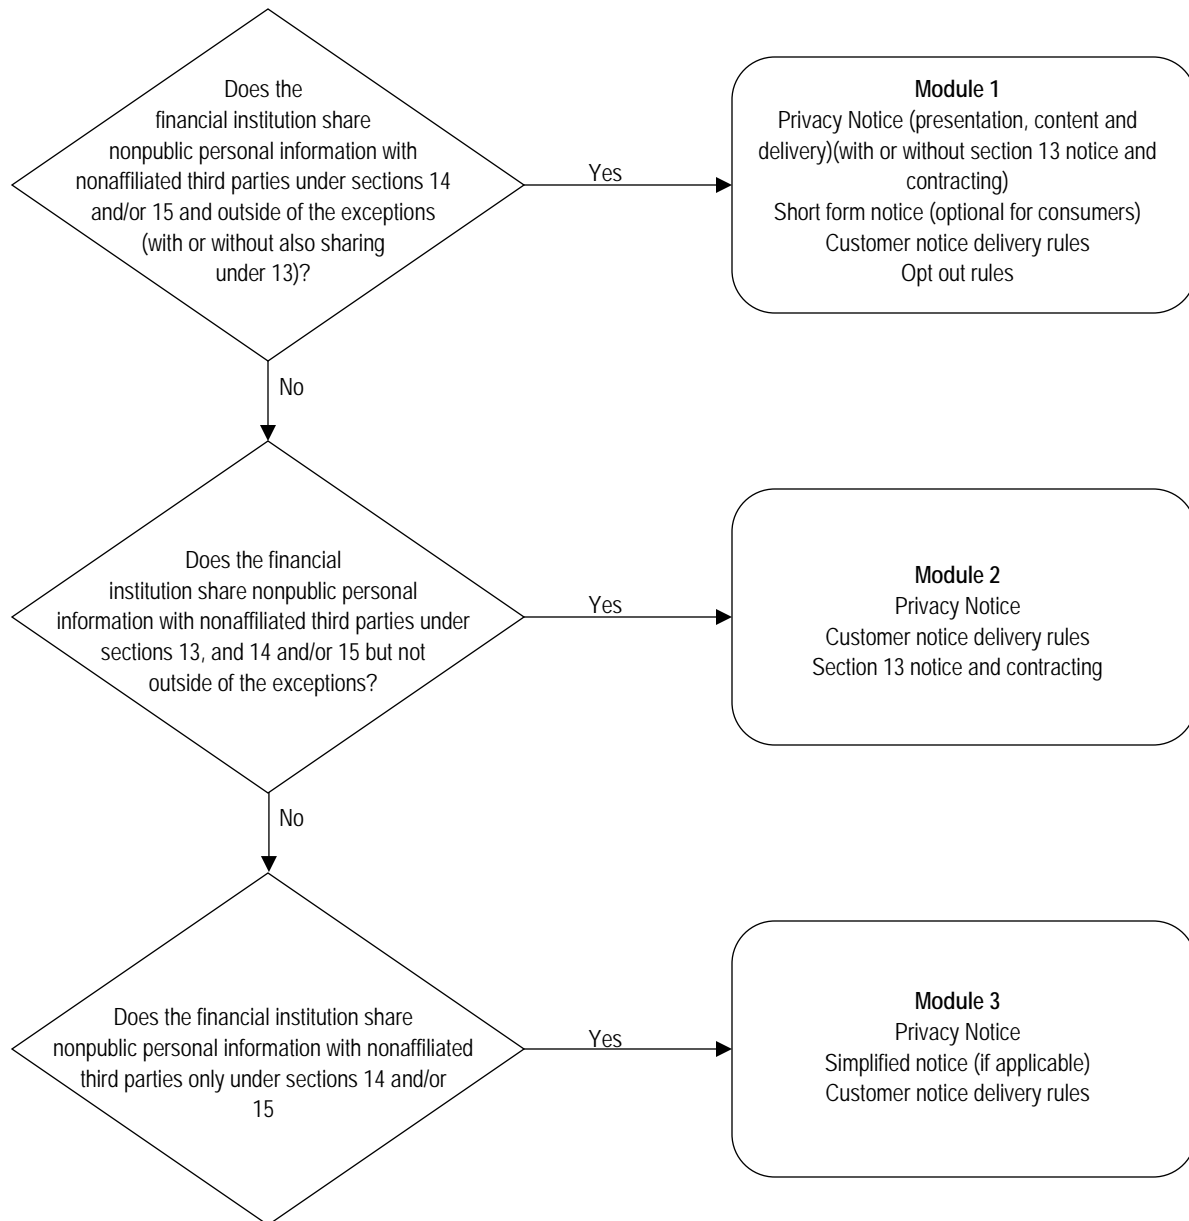 Does the
financial institution share
nonpublic personal information with
nonaffiliated third parties under sections 14
and/or 15 and outside of the exceptions
(with or without also sharing
under 13)?
Yes
Module 1
Privacy Notice (presentation, content and
delivery)(with or without section 13 notice and
contracting)
Short form notice (optional for consumers)
Customer notice delivery rules
Opt out rules
No
Does the financial
institution share nonpublic personal
information with nonaffiliated third parties under
sections 13, and 14 and/or 15 but not
outside of the exceptions?
Yes
Module 2
Privacy Notice
Customer notice delivery rules
Section 13 notice and contracting
No
Does the financial institution share
nonpublic personal information with nonaffiliated
third parties only under sections 14 and/or
15
Yes
Module 3
Privacy Notice
Simplified notice (if applicable)
Customer notice delivery rules